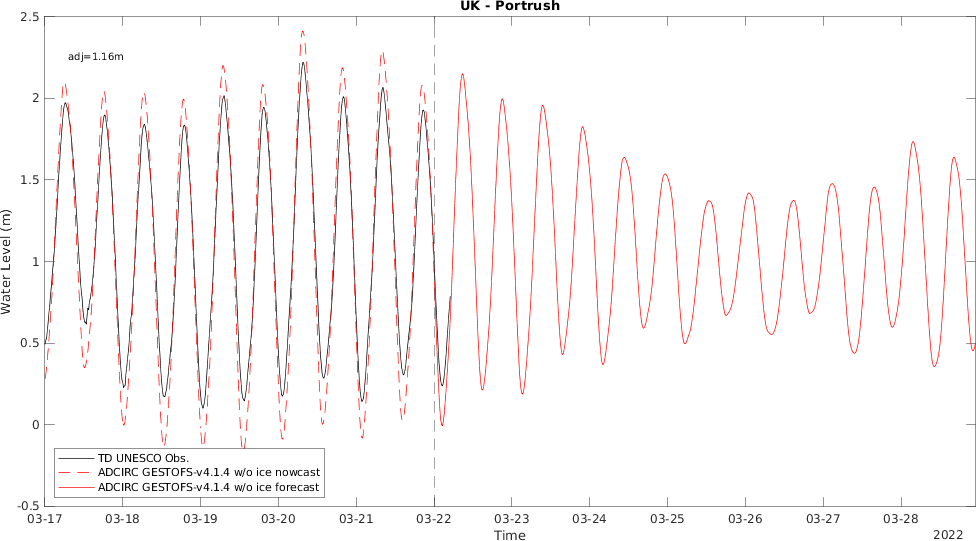 UK - Portrush
adj=1.16m
Water Level (m)
2.5
2
1.5
1
0.5
0
-0.5
TD UNESCO Obs.
ADCIRC GESTOFS-v4.1.4 w/o ice nowcast
ADCIRC GESTOFS-v4.1.4 w/o ice forecast
03-17 03-18 03-19 03-20 03-21 03-22 03-23 03-24 03-25 03-26 03-27 03-28
Time
2022